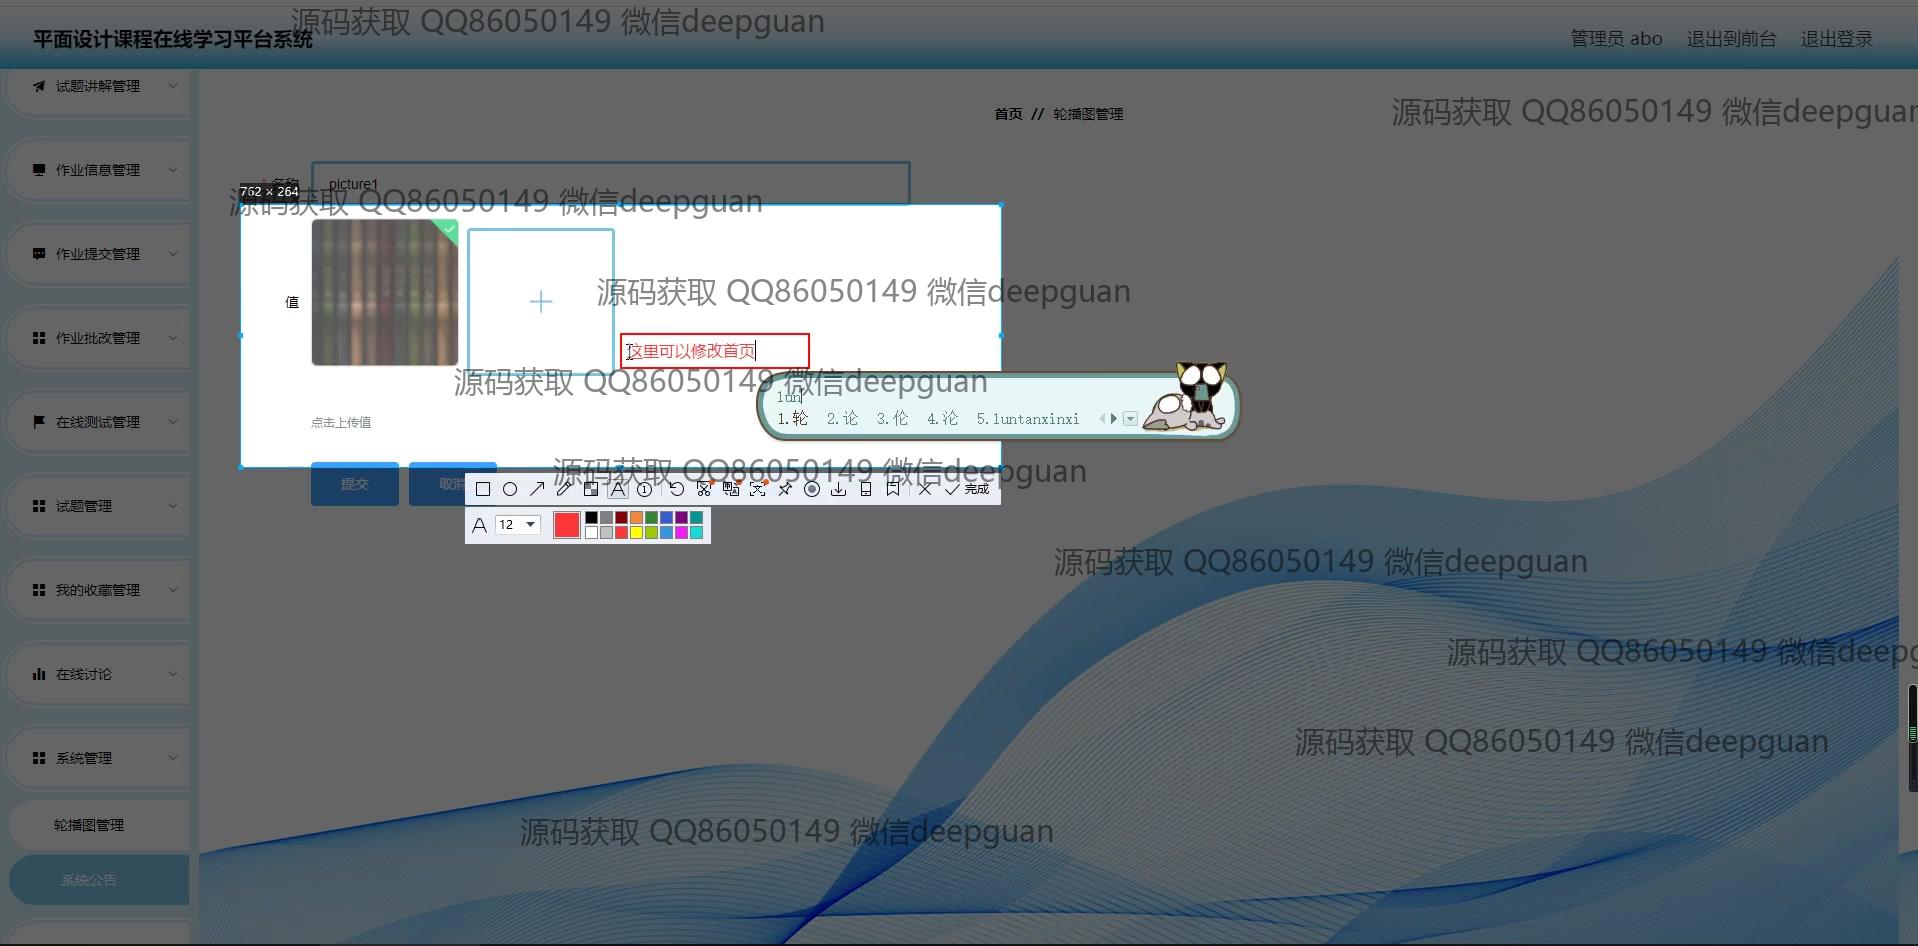 源码获取 QQ86050149 微信deepguan
平面设计课程在线学习平台系统
管理员 abo 退出到前台 退出登录
试题讲解管理
首页 // 轮播图管理
源码获取 QQ86050149 微信deepguan
作业信息管理
* 名称
picture1
762 × 264
源码获取 QQ86050149 微信deepguan
作业提交管理
值
源码获取 QQ86050149 微信deepguan
作业批改管理
这里可以修改首页
源码获取 QQ86050149 微信deepguan
lun
1.轮 2.论 3.伦 4.沦 5.luntanxinxi
在线测试管理
点击上传值
源码获取 QQ86050149 微信deepguan
提交
取消
完成
试题管理
A 12
源码获取 QQ86050149 微信deepguan
我的收藏管理
源码获取 QQ86050149 微信deepg
在线讨论
源码获取 QQ86050149 微信deepguan
系统管理
轮播图管理
源码获取 QQ86050149 微信deepguan
系统公告